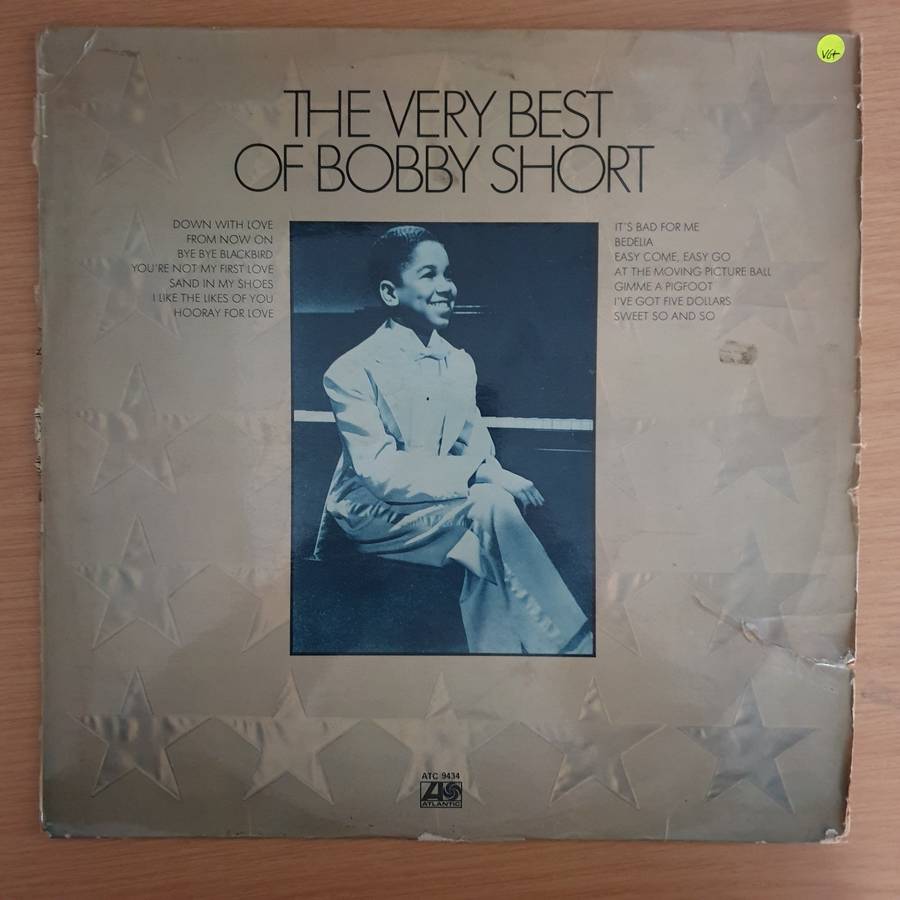 VG+
THE VERY BEST
OF BOBBY SHORT
DOWN WITH LOVE
FROM NOW ON
BYE BYE BLACKBIRD
YOU'RE NOT MY FIRST LOVE
SAND IN MY SHOES
I LIKE THE LIKES OF YOU
HOORAY FOR LOVE
IT'S BAD FOR ME
BEDELIA
EASY COME, EASY GO
AT THE MOVING PICTURE BALL
GIMME A PIGFOOT
I'VE GOT FIVE DOLLARS
SWEET SO AND SO
ATC 9434
ATLANTIC